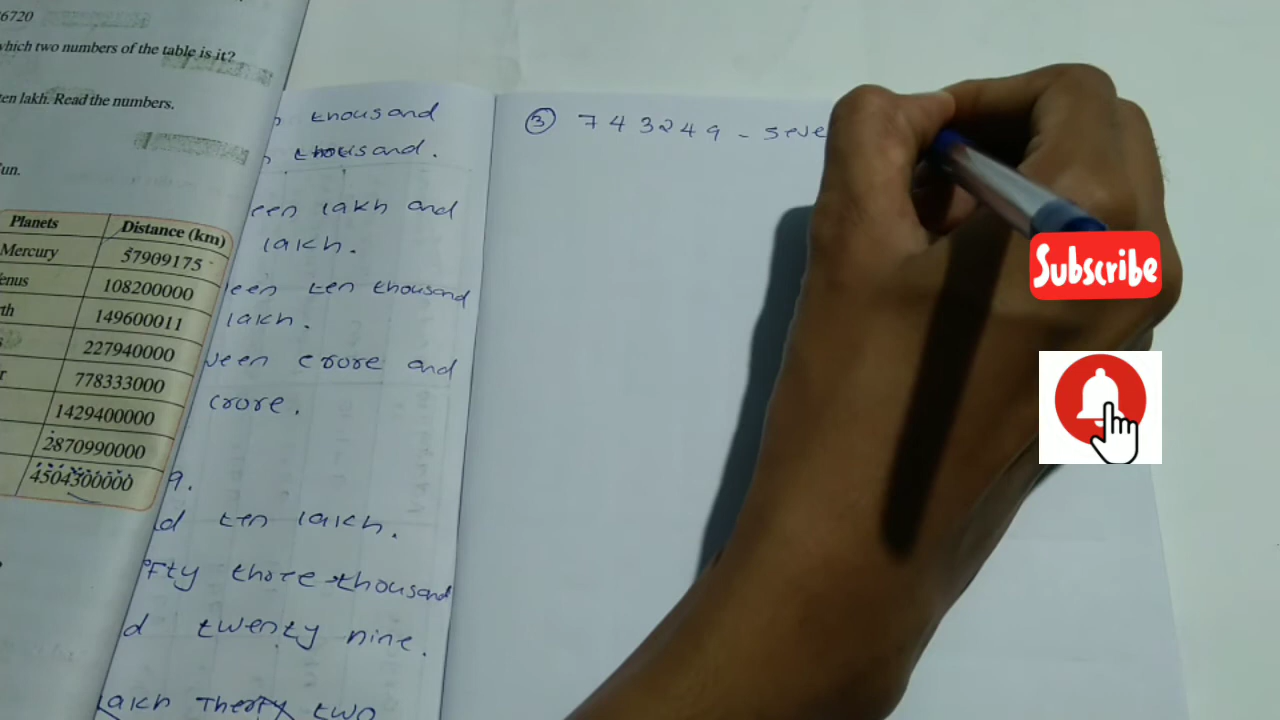 6720
which two numbers of the table is it?
ten lakh. Read the numbers.
un.
Planets Distance (km)
Mercury 57909175
enus 108200000
rth 149600011
s 227940000
r 778333000
1429400000
2870990000
4504300000
thousand
thousand.
een lakh and
lakh.
een ten thousand
lakh.
ween crore and
crore.
9.
d ten lakh.
fty three thousand
d twenty nine.
lakh two
③ 743249 - seve
Subscribe